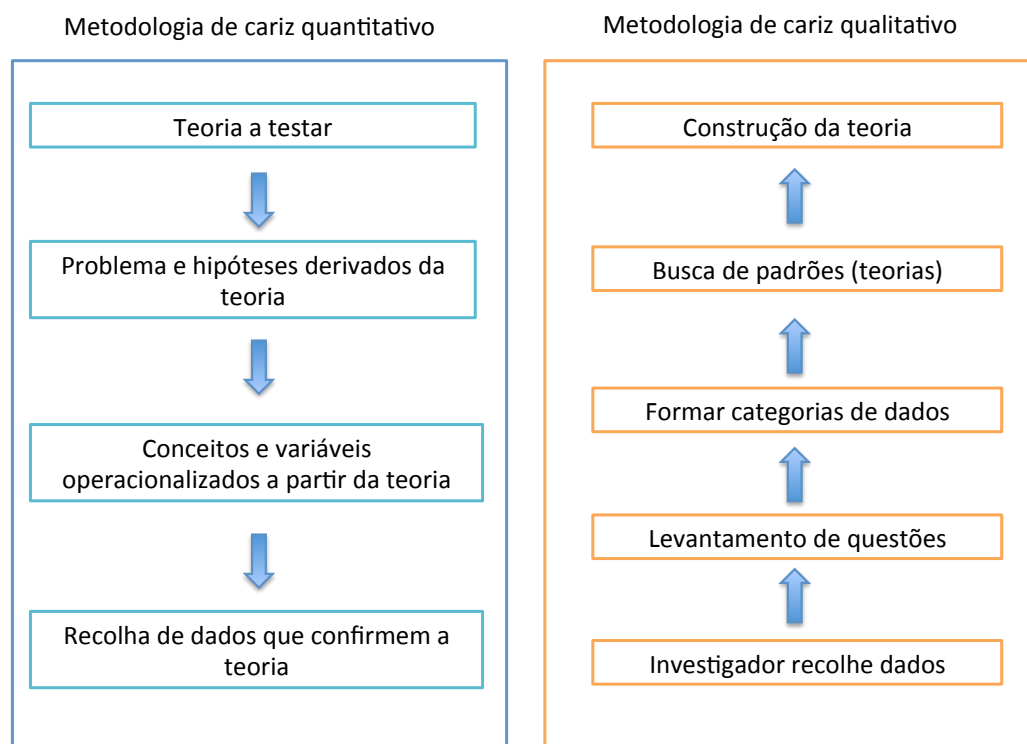 Metodologia de cariz quantitativo
Teoria a testar
Problema e hipóteses derivados da
teoria
Conceitos e variáveis
operacionalizados a partir da teoria
Recolha de dados que confirmem a
teoria
Metodologia de cariz qualitativo
Construção da teoria
Busca de padrões (teorias)
Formar categorias de dados
Levantamento de questões
Investigador recolhe dados